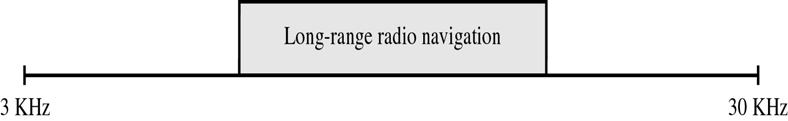 Long-range radio navigation
3 KHz
30 KHz